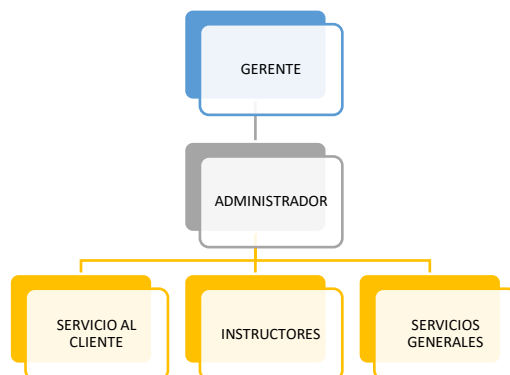 GERENTE
ADMINISTRADOR
SERVICIO AL
CLIENTE
INSTRUCTORES
SERVICIOS
GENERALES